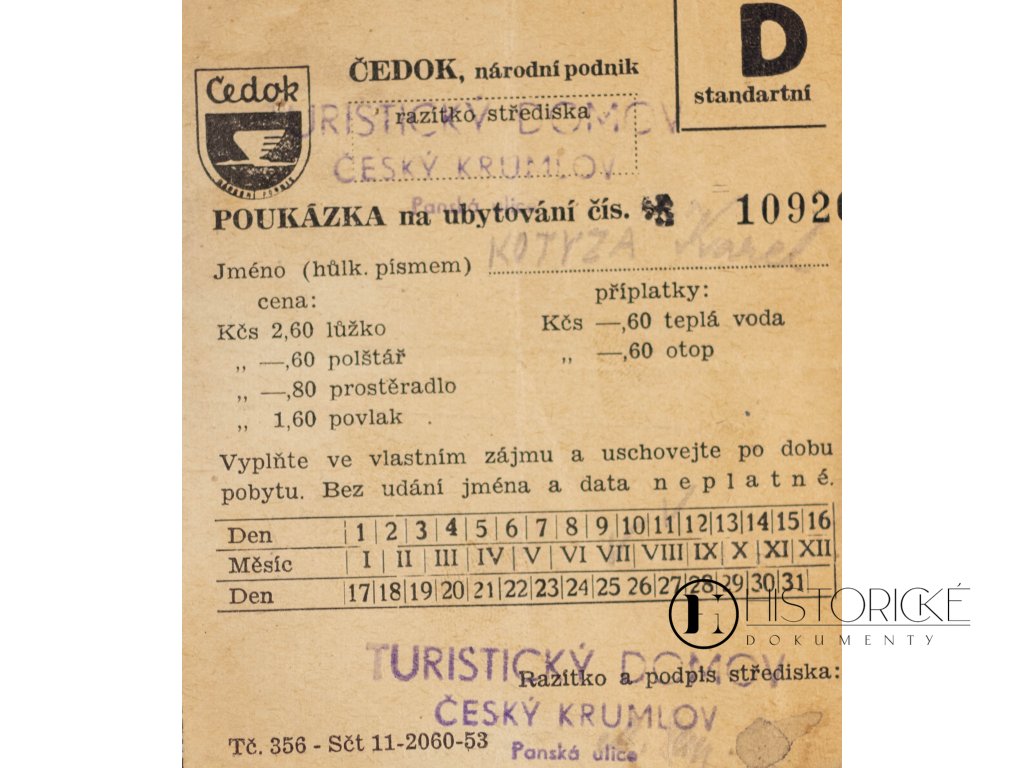 D
standartní
Čedok
NÁRODNÍ PODNIK
ČEDOK, národní podnik
razítko střediska
TURISTICKÝ DOMOV
ČESKÝ KRUMLOV
Panská ulice
POUKÁZKA na ubytování čís. 10920
Jméno (hůlk. písmem) KOTYZA Karel
cena:
Kčs 2,60 lůžko
„ —,60 polštář
„ —,80 prostěradlo
„ 1,60 povlak
příplatky:
Kčs —,60 teplá voda
„ —,60 otop
Vyplňte ve vlastním zájmu a uschovejte po dobu
pobytu. Bez udání jména a data neplatné.
Den 1 2 3 4 5 6 7 8 9 10 11 12 13 14 15 16
Měsíc I II III IV V VI VII VIII IX X XI XII
Den 17 18 19 20 21 22 23 24 25 26 27 28 29 30 31
HISTORICKÉ
DOKUMENTY
TURISTICKÝ DOMOV
Razítko a podpis střediska:
ČESKÝ KRUMLOV
Panská ulice
Tč. 356 - Sčt 11-2060-53